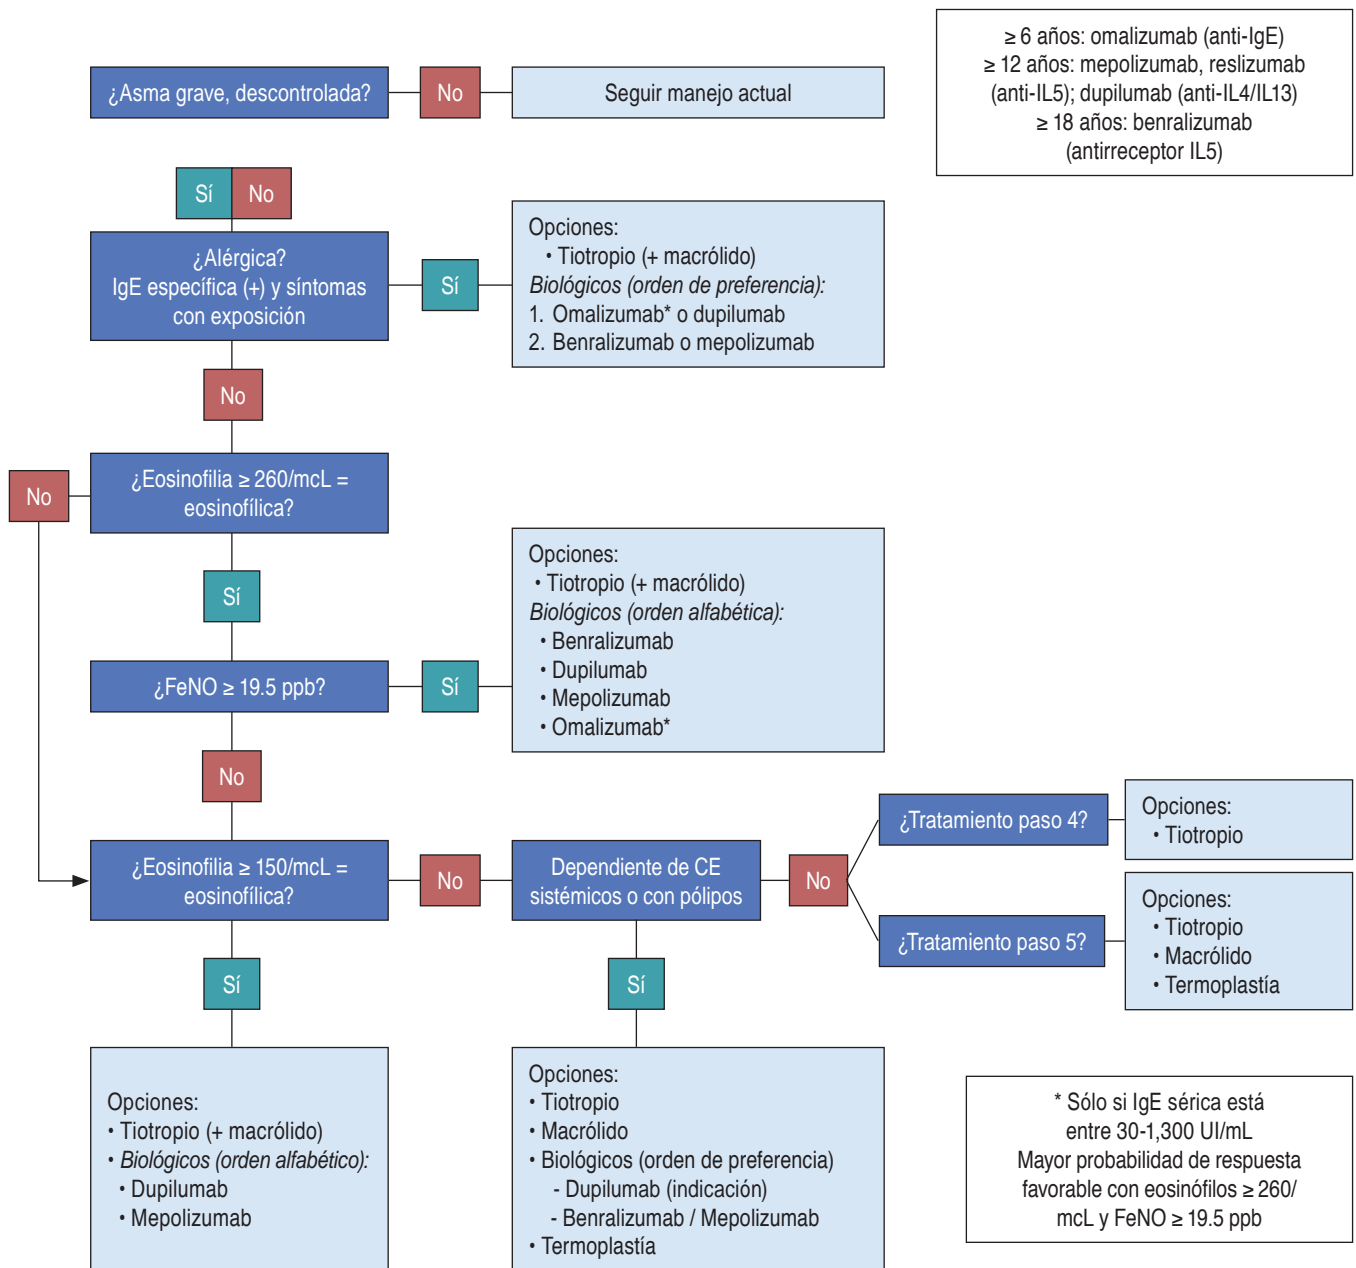 ≥ 6 años: omalizumab (anti-IgE)
≥ 12 años: mepolizumab, reslizumab
(anti-IL5); dupilumab (anti-IL4/IL13)
≥ 18 años: benralizumab
(antirreceptor IL5)
¿Asma grave, descontrolada?
No
Seguir manejo actual
Sí
No
¿Alérgica?
IgE específica (+) y síntomas
con exposición
Sí
Opciones:
• Tiotropio (+ macrólido)
Biológicos (orden de preferencia):
1. Omalizumab* o dupilumab
2. Benralizumab o mepolizumab
No
¿Eosinofilia ≥ 260/mcL =
eosinofílica?
No
Sí
¿FeNO ≥ 19.5 ppb?
Sí
Opciones:
• Tiotropio (+ macrólido)
Biológicos (orden alfabética):
• Benralizumab
• Dupilumab
• Mepolizumab
• Omalizumab*
No
¿Eosinofilia ≥ 150/mcL =
eosinofílica?
No
Dependiente de CE
sistémicos o con pólipos
No
¿Tratamiento paso 4?
Opciones:
• Tiotropio
¿Tratamiento paso 5?
Opciones:
• Tiotropio
• Macrólido
• Termoplastía
Sí
Opciones:
• Tiotropio (+ macrólido)
• Biológicos (orden alfabético):
• Dupilumab
• Mepolizumab
Sí
Opciones:
• Tiotropio
• Macrólido
• Biológicos (orden de preferencia)
- Dupilumab (indicación)
- Benralizumab / Mepolizumab
• Termoplastía
* Sólo si IgE sérica está
entre 30-1,300 UI/mL
Mayor probabilidad de respuesta
favorable con eosinófilos ≥ 260/
mcL y FeNO ≥ 19.5 ppb